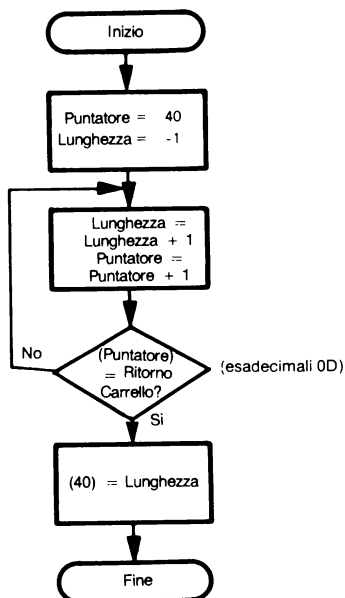 Inizio
Puntatore = 40
Lunghezza = -1
Lunghezza =
Lunghezza + 1
Puntatore =
Puntatore + 1
No
(Puntatore)
= Ritorno
Carrello?
(esadecimali 0D)
Si
(40) = Lunghezza
Fine